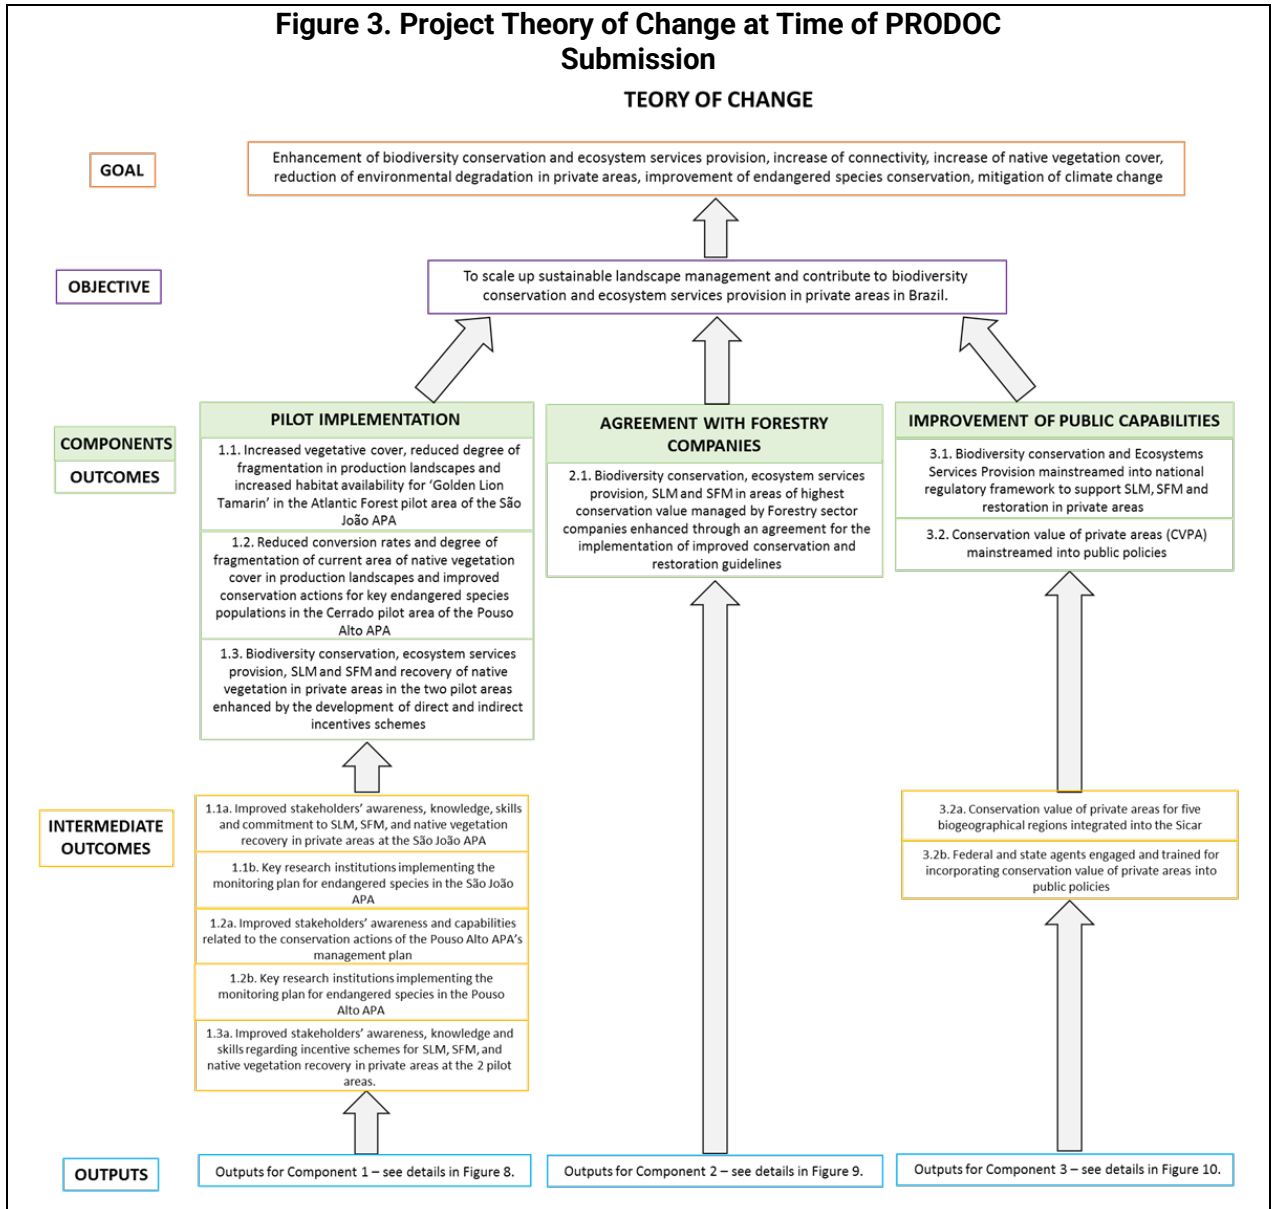 Figure 3. Project Theory of Change at Time of PRODOC
Submission
TEORY OF CHANGE
GOAL
Enhancement of biodiversity conservation and ecosystem services provision, increase of connectivity, increase of native vegetation cover,
reduction of environmental degradation in private areas, improvement of endangered species conservation, mitigation of climate change
OBJECTIVE
To scale up sustainable landscape management and contribute to biodiversity
conservation and ecosystem services provision in private areas in Brazil.
COMPONENTS
OUTCOMES
PILOT IMPLEMENTATION
1.1. Increased vegetative cover, reduced degree of
fragmentation in production landscapes and
increased habitat availability for ‘Golden Lion
Tamarin’ in the Atlantic Forest pilot area of the São
João APA
1.2. Reduced conversion rates and degree of
fragmentation of current area of native vegetation
cover in production landscapes and improved
conservation actions for key endangered species
populations in the Cerrado pilot area of the Pouso
Alto APA
1.3. Biodiversity conservation, ecosystem services
provision, SLM and SFM and recovery of native
vegetation in private areas in the two pilot areas
enhanced by the development of direct and indirect
incentives schemes
AGREEMENT WITH FORESTRY
COMPANIES
2.1. Biodiversity conservation, ecosystem services
provision, SLM and SFM in areas of highest
conservation value managed by Forestry sector
companies enhanced through an agreement for the
implementation of improved conservation and
restoration guidelines
IMPROVEMENT OF PUBLIC CAPABILITIES
3.1. Biodiversity conservation and Ecosystems
Services Provision mainstreamed into national
regulatory framework to support SLM, SFM and
restoration in private areas
3.2. Conservation value of private areas (CVPA)
mainstreamed into public policies
INTERMEDIATE
OUTCOMES
1.1a. Improved stakeholders’ awareness, knowledge, skills
and commitment to SLM, SFM, and native vegetation
recovery in private areas at the São João APA
1.1b. Key research institutions implementing the
monitoring plan for endangered species in the São João
APA
1.2a. Improved stakeholders’ awareness and capabilities
related to the conservation actions of the Pouso Alto APA’s
management plan
1.2b. Key research institutions implementing the
monitoring plan for endangered species in the Pouso
Alto APA
1.3a. Improved stakeholders’ awareness, knowledge and
skills regarding incentive schemes for SLM, SFM, and
native vegetation recovery in private areas at the 2 pilot
areas.
3.2a. Conservation value of private areas for five
biogeographical regions integrated into the Sicar
3.2b. Federal and state agents engaged and trained for
incorporating conservation value of private areas into
public policies
OUTPUTS
Outputs for Component 1 – see details in Figure 8.
Outputs for Component 2 – see details in Figure 9.
Outputs for Component 3 – see details in Figure 10.